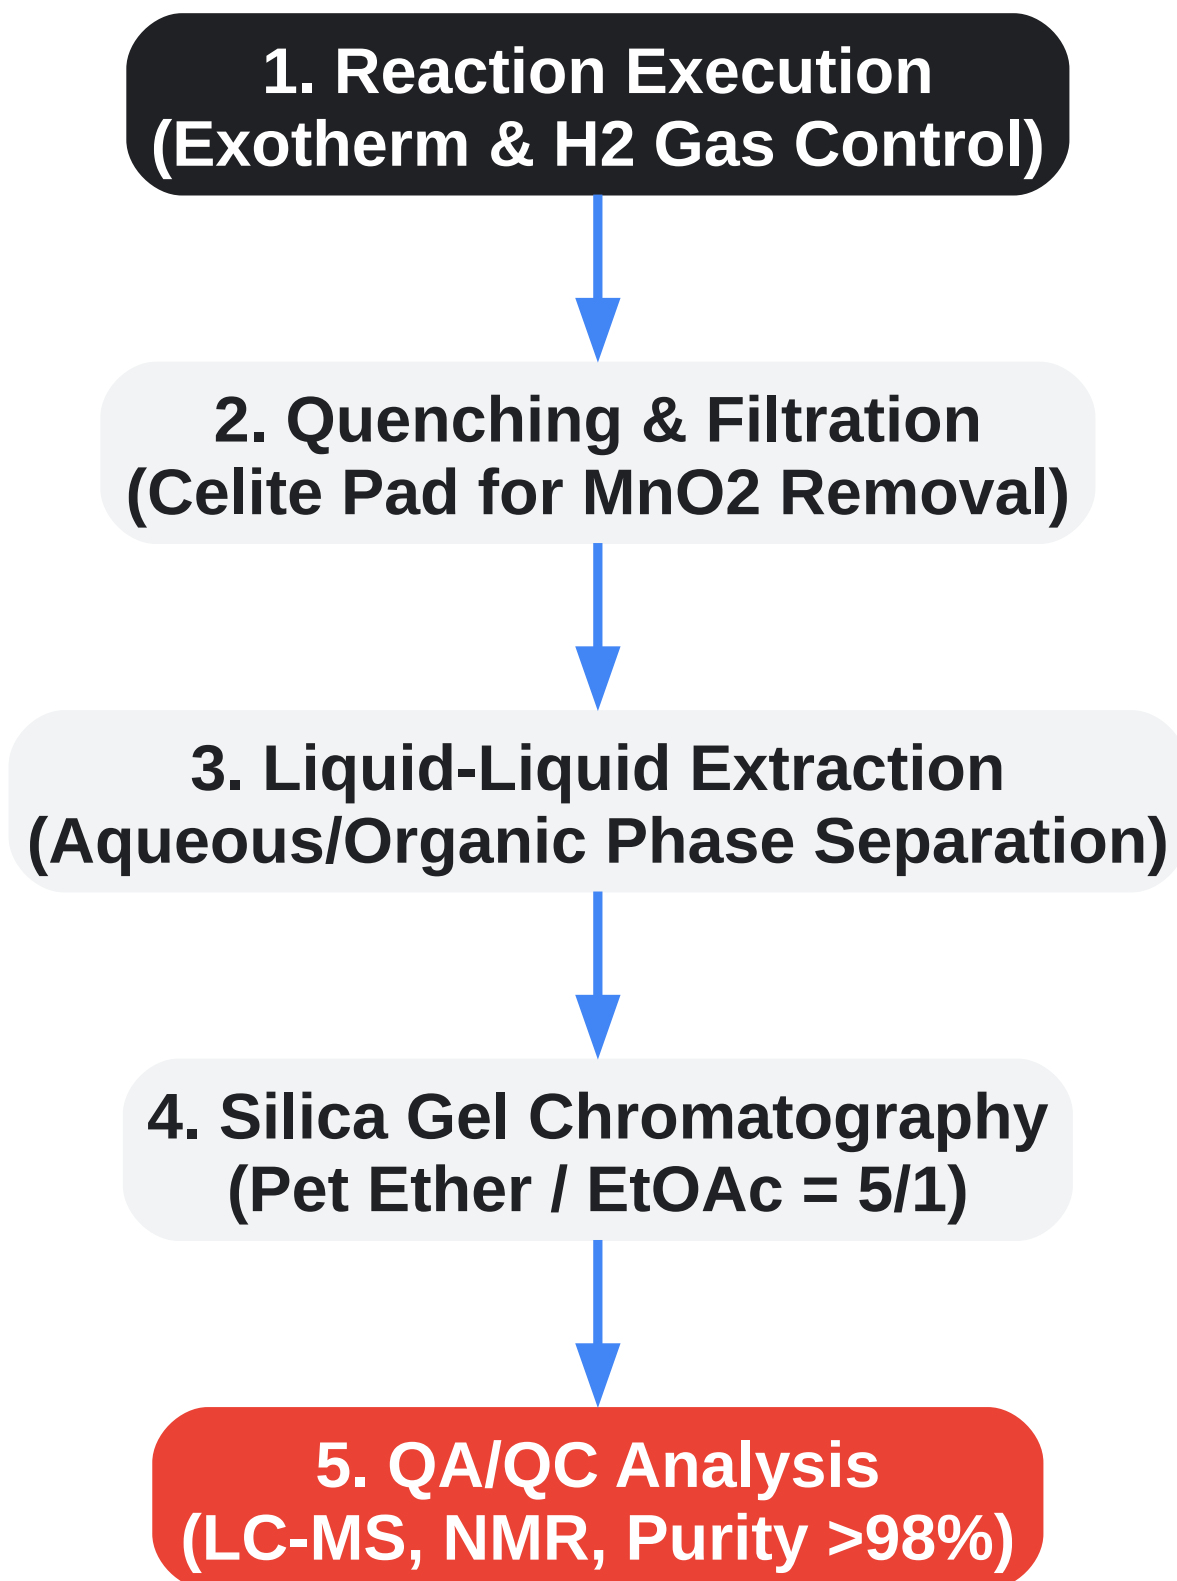 1. Reaction Execution
(Exotherm & H2 Gas Control)
2. Quenching & Filtration
(Celite Pad for MnO2 Removal)
3. Liquid-Liquid Extraction
(Aqueous/Organic Phase Separation)
4. Silica Gel Chromatography
(Pet Ether / EtOAc = 5/1)
5. QA/QC Analysis
(LC-MS, NMR, Purity >98%)